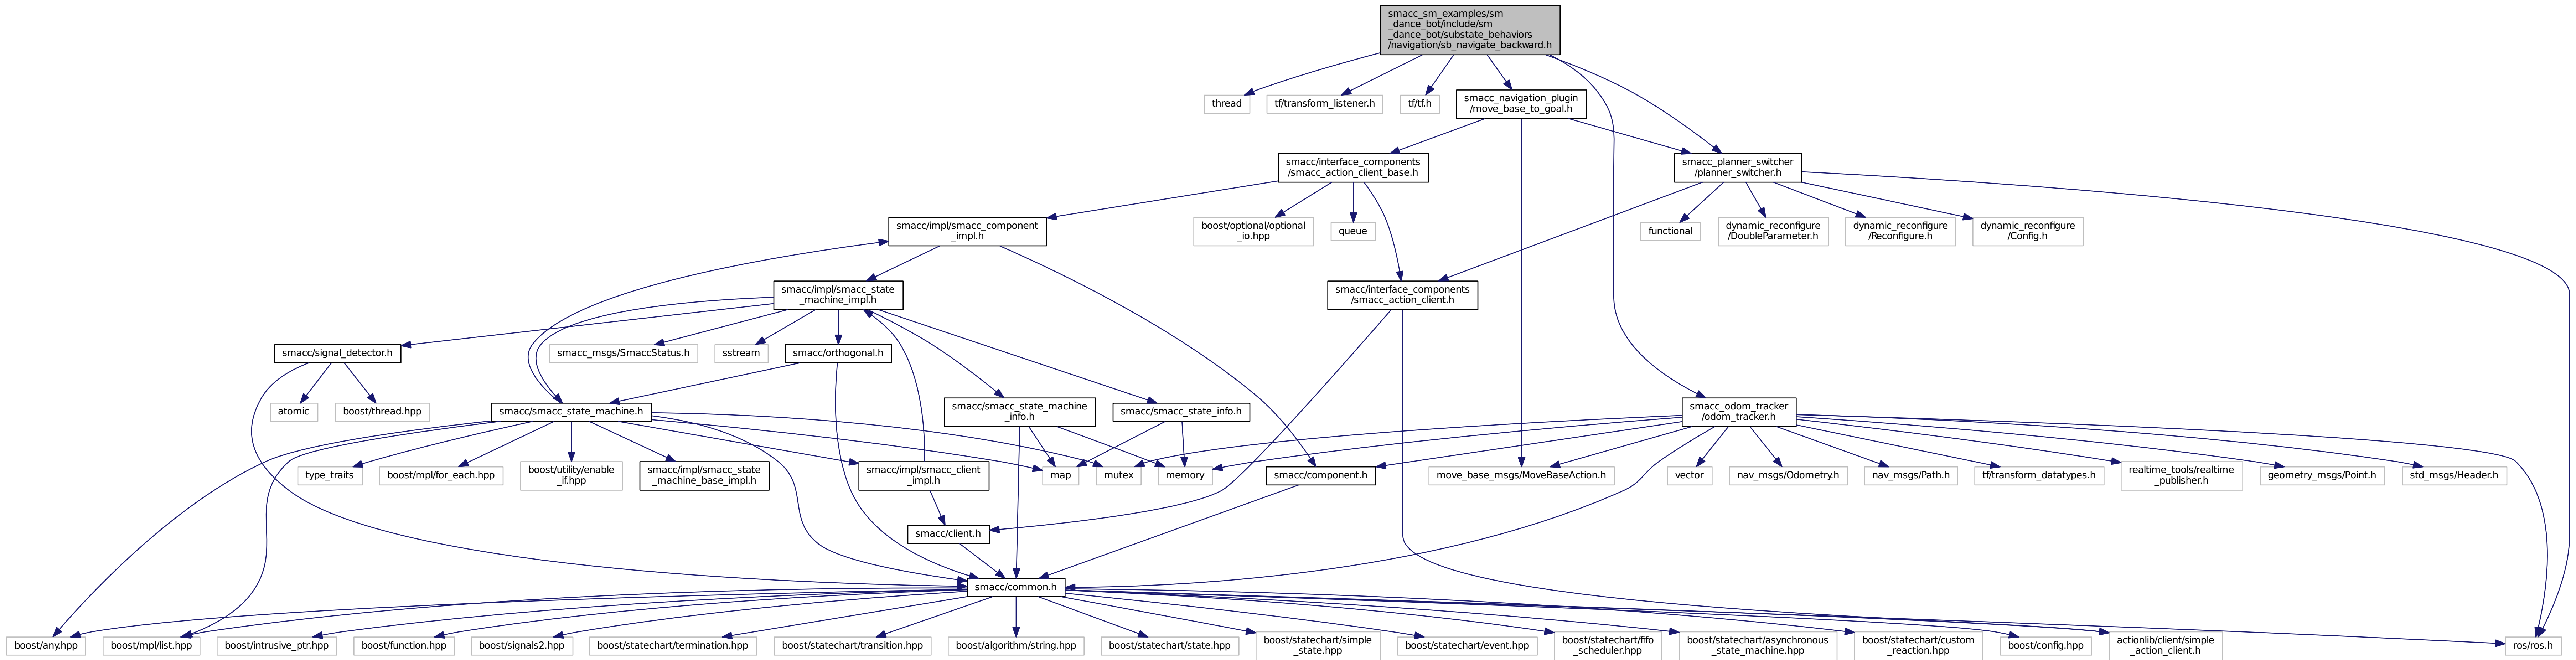 smacc_sm_examples/sm
_dance_bot/include/sm
_dance_bot/substate_behaviors
/navigation/sb_navigate_backward.h
thread
tf/transform_listener.h
tf/tf.h
smacc_navigation_plugin
/move_base_to_goal.h
smacc/interface_components
/smacc_action_client_base.h
smacc_planner_switcher
/planner_switcher.h
smacc/impl/smacc_component
_impl.h
boost/optional/optional
_io.hpp
queue
functional
dynamic_reconfigure
/DoubleParameter.h
dynamic_reconfigure
/Reconfigure.h
dynamic_reconfigure
/Config.h
smacc/impl/smacc_state
_machine_impl.h
smacc/interface_components
/smacc_action_client.h
smacc/signal_detector.h
smacc_msgs/SmaccStatus.h
sstream
smacc/orthogonal.h
atomic
boost/thread.hpp
smacc/smacc_state_machine.h
smacc/smacc_state_machine
_info.h
smacc/smacc_state_info.h
smacc_odom_tracker
/odom_tracker.h
type_traits
boost/mpl/for_each.hpp
boost/utility/enable
_if.hpp
smacc/impl/smacc_state
_machine_base_impl.h
smacc/impl/smacc_client
_impl.h
map
mutex
memory
smacc/component.h
move_base_msgs/MoveBaseAction.h
vector
nav_msgs/Odometry.h
nav_msgs/Path.h
tf/transform_datatypes.h
realtime_tools/realtime
_publisher.h
geometry_msgs/Point.h
std_msgs/Header.h
smacc/client.h
smacc/common.h
boost/any.hpp
boost/mpl/list.hpp
boost/intrusive_ptr.hpp
boost/function.hpp
boost/signals2.hpp
boost/statechart/termination.hpp
boost/statechart/transition.hpp
boost/algorithm/string.hpp
boost/statechart/state.hpp
boost/statechart/simple
_state.hpp
boost/statechart/event.hpp
boost/statechart/fifo
_scheduler.hpp
boost/statechart/asynchronous
_state_machine.hpp
boost/statechart/custom
_reaction.hpp
boost/config.hpp
actionlib/client/simple
_action_client.h
ros/ros.h